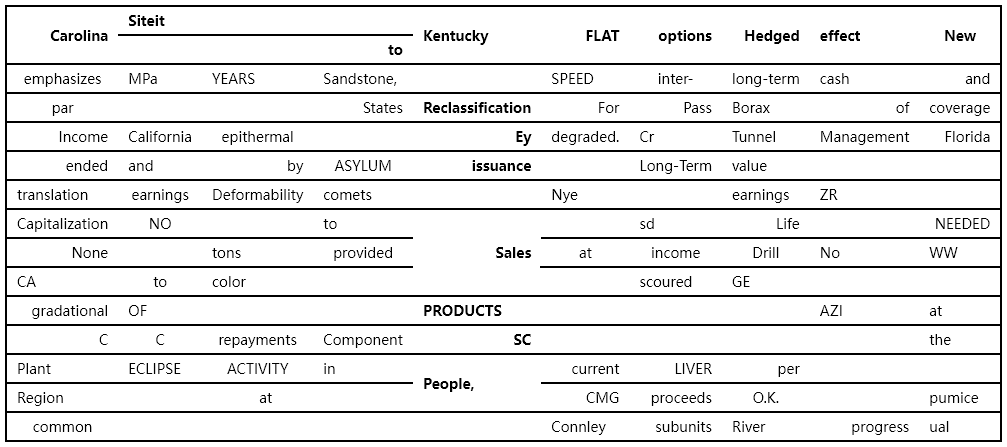 Siteit
Carolina Kentucky FLAT options Hedged effect New
to
emphasizes MPa YEARS Sandstone, SPEED inter- long-term cash and
par States Reclassification For Pass Borax of coverage
Income California epithermal Ey degraded. Cr Tunnel Management Florida
ended and by ASYLUM issuance Long-Term value
translation earnings Deformability comets Nye earnings ZR
Capitalization NO to sd Life NEEDED
None tons provided Sales at income Drill No WW
CA to color scoured GE
gradational OF PRODUCTS AZI at
C C repayments Component SC the
Plant ECLIPSE ACTIVITY in current LIVER per
People,
Region at CMG proceeds O.K. pumice
common Connley subunits River progress ual